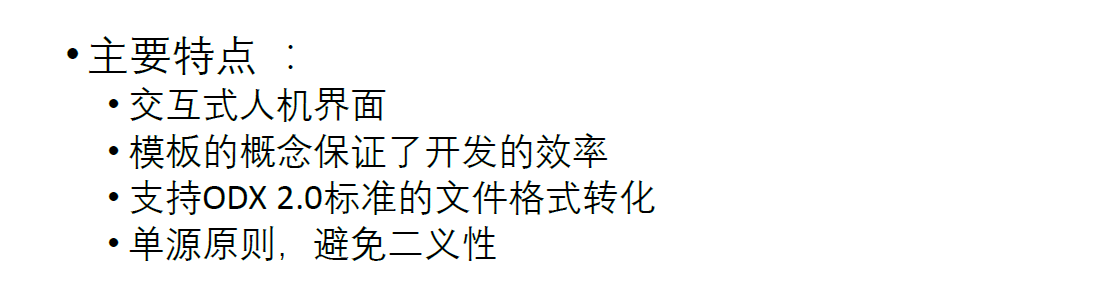 • 主要特点 ：
• 交互式人机界面
• 模板的概念保证了开发的效率
• 支持ODX 2.0标准的文件格式转化
• 单源原则，避免二义性